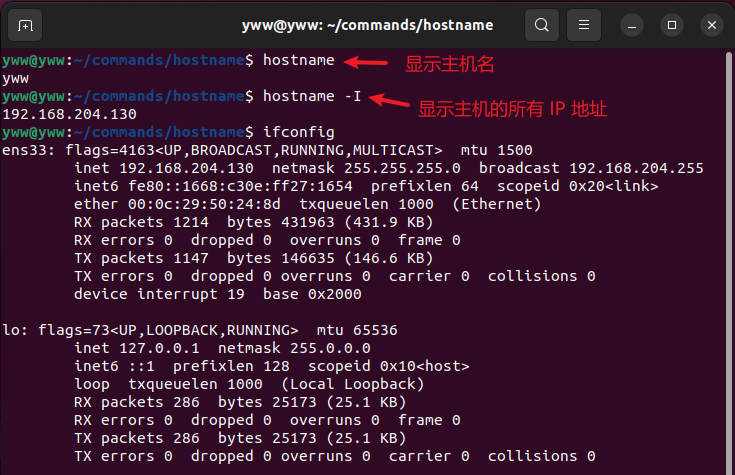 yww@yww: ~/commands/hostname
yww@yww:~/commands/hostname$ hostname 显示主机名
yww
yww@yww:~/commands/hostname$ hostname -I 显示主机的所有 IP 地址
192.168.204.130
yww@yww:~/commands/hostname$ ifconfig
ens33: flags=4163<UP,BROADCAST,RUNNING,MULTICAST>  mtu 1500
        inet 192.168.204.130  netmask 255.255.255.0  broadcast 192.168.204.255
        inet6 fe80::1668:c30e:ff27:1654  prefixlen 64  scopeid 0x20<link>
        ether 00:0c:29:50:24:8d  txqueuelen 1000  (Ethernet)
        RX packets 1214  bytes 431963 (431.9 KB)
        RX errors 0  dropped 0  overruns 0  frame 0
        TX packets 1147  bytes 146635 (146.6 KB)
        TX errors 0  dropped 0 overruns 0  carrier 0  collisions 0
        device interrupt 19  base 0x2000
lo: flags=73<UP,LOOPBACK,RUNNING>  mtu 65536
        inet 127.0.0.1  netmask 255.0.0.0
        inet6 ::1  prefixlen 128  scopeid 0x10<host>
        loop  txqueuelen 1000  (Local Loopback)
        RX packets 286  bytes 25173 (25.1 KB)
        RX errors 0  dropped 0  overruns 0  frame 0
        TX packets 286  bytes 25173 (25.1 KB)
        TX errors 0  dropped 0 overruns 0  carrier 0  collisions 0